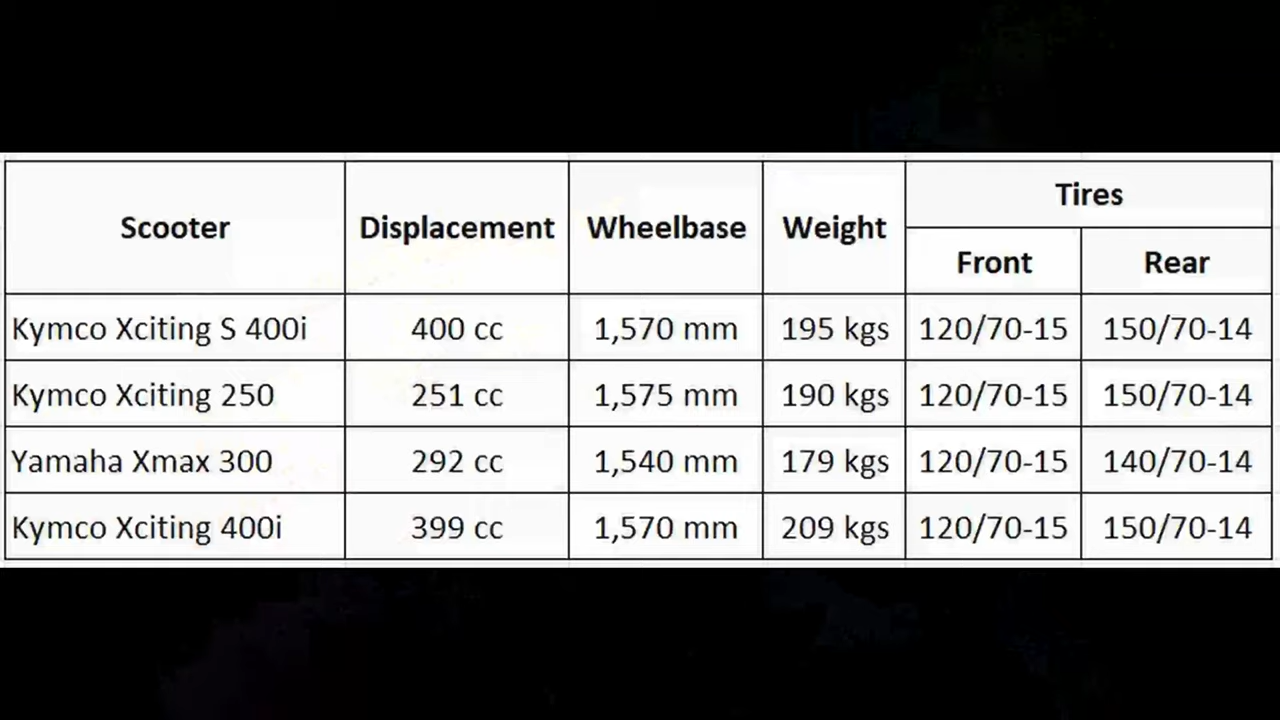 Scooter Displacement Wheelbase Weight Tires
Front Rear
Kymco Xciting S 400i 400 cc 1,570 mm 195 kgs 120/70-15 150/70-14
Kymco Xciting 250 251 cc 1,575 mm 190 kgs 120/70-15 150/70-14
Yamaha Xmax 300 292 cc 1,540 mm 179 kgs 120/70-15 140/70-14
Kymco Xciting 400i 399 cc 1,570 mm 209 kgs 120/70-15 150/70-14